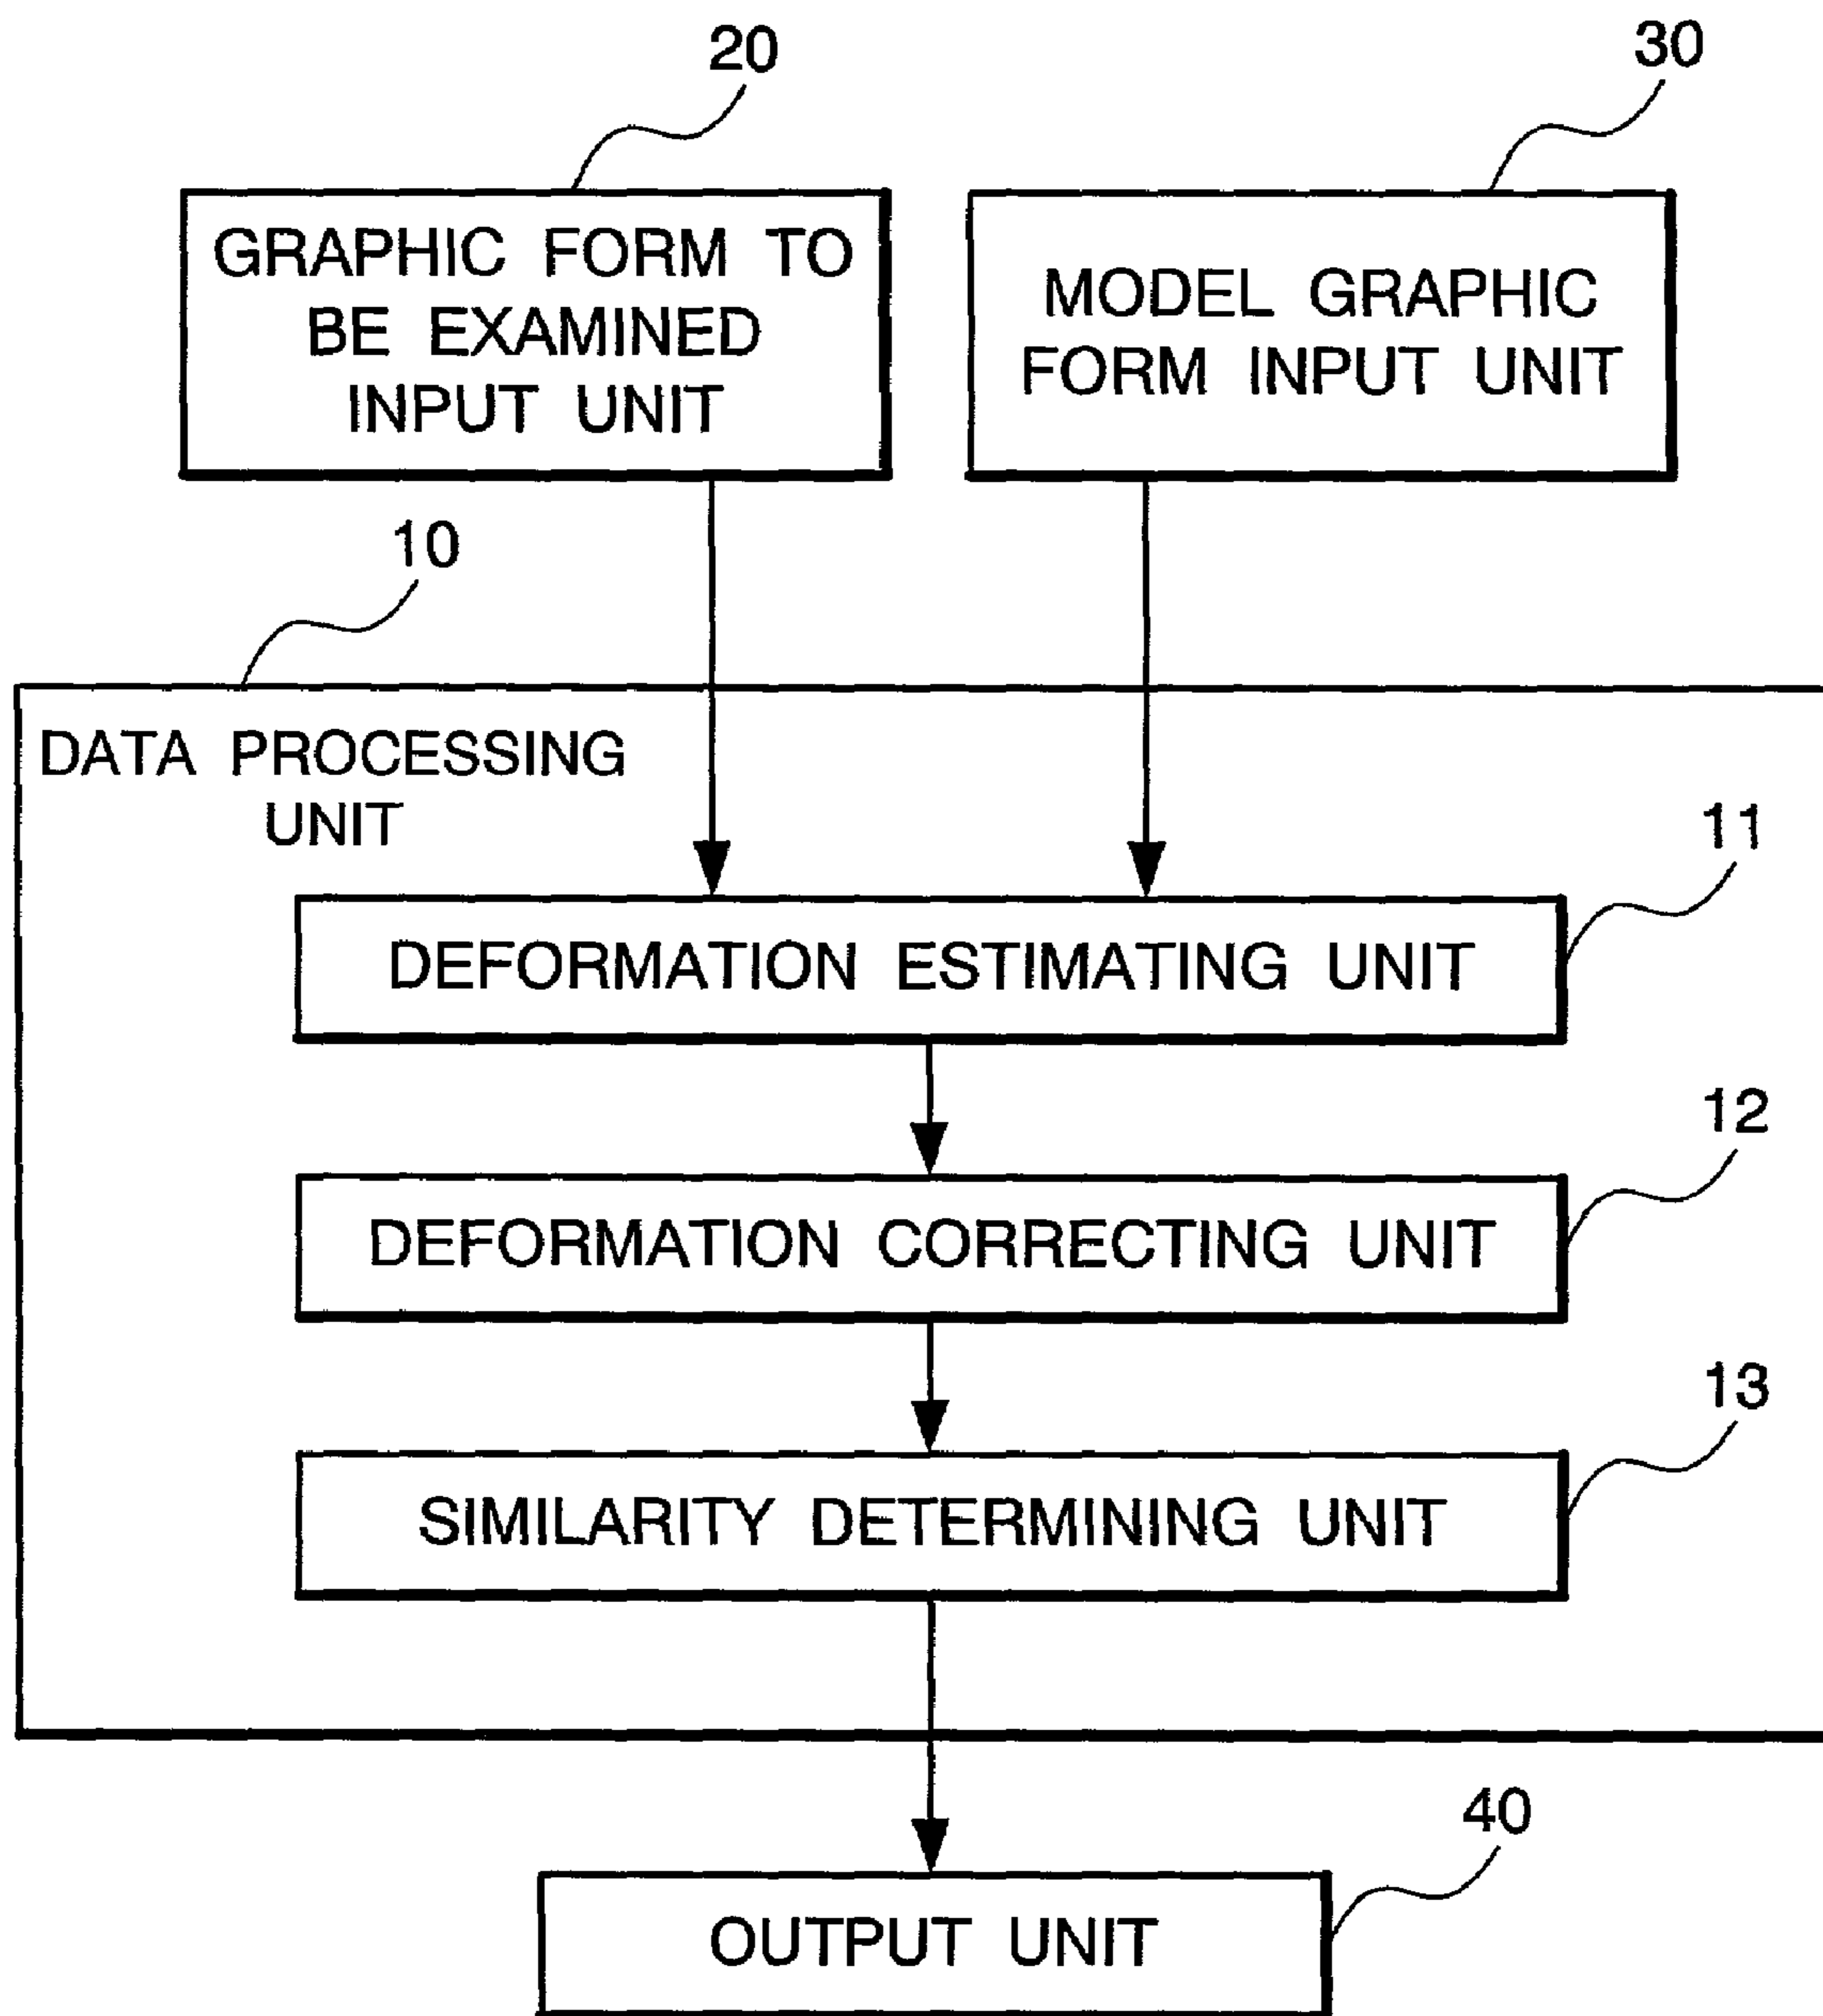 20
30
GRAPHIC FORM TO
BE EXAMINED
INPUT UNIT
MODEL GRAPHIC
FORM INPUT UNIT
10
DATA PROCESSING
UNIT
11
DEFORMATION ESTIMATING UNIT
12
DEFORMATION CORRECTING UNIT
13
SIMILARITY DETERMINING UNIT
40
OUTPUT UNIT